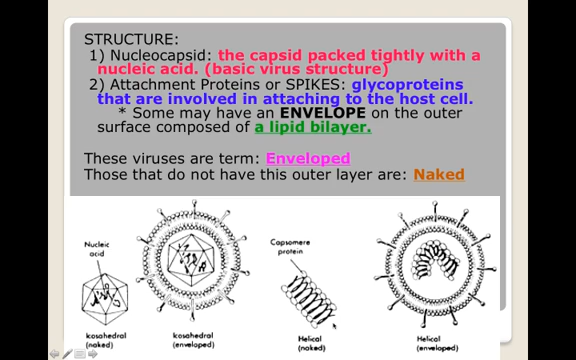 STRUCTURE:
1) Nucleocapsid: the capsid packed tightly with a
nucleic acid. (basic virus structure)
2) Attachment Proteins or SPIKES: glycoproteins
that are involved in attaching to the host cell.
* Some may have an ENVELOPE on the outer
surface composed of a lipid bilayer.
These viruses are term: Enveloped
Those that do not have this outer layer are: Naked
Nucleic
acid
Capsomere
protein
kosahedral
(naked)
kosahedral
(enveloped)
Helical
(naked)
Helical
(enveloped)